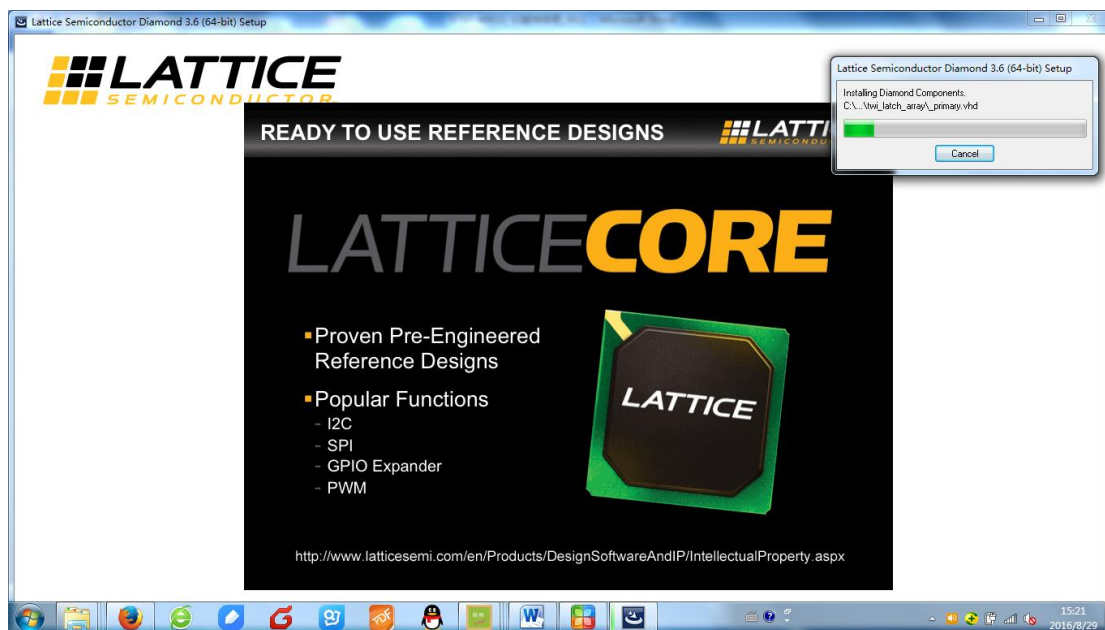 Lattice Semiconductor Diamond 3.6 (64-bit) Setup
LATTICE
SEMICONDUCTOR
Lattice Semiconductor Diamond 3.6 (64-bit) Setup
Installing Diamond Components.
C:\...\twi_latch_array\_primary.vhd
Cancel
READY TO USE REFERENCE DESIGNS
LATTICECORE
▪Proven Pre-Engineered
Reference Designs
▪Popular Functions
- I2C
- SPI
- GPIO Expander
- PWM
LATTICE
http://www.latticesemi.com/en/Products/DesignSoftwareAndIP/IntellectualProperty.aspx
15:21
2016/8/29